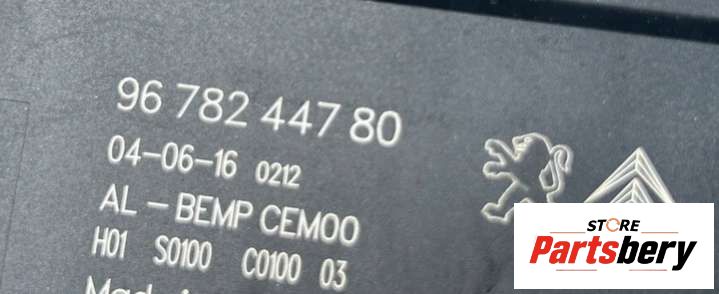 96 782 447 80
04-06-16 0212
AL - BEMP CEM00
H01 S0100 C0100 03
STORE
Partsbery